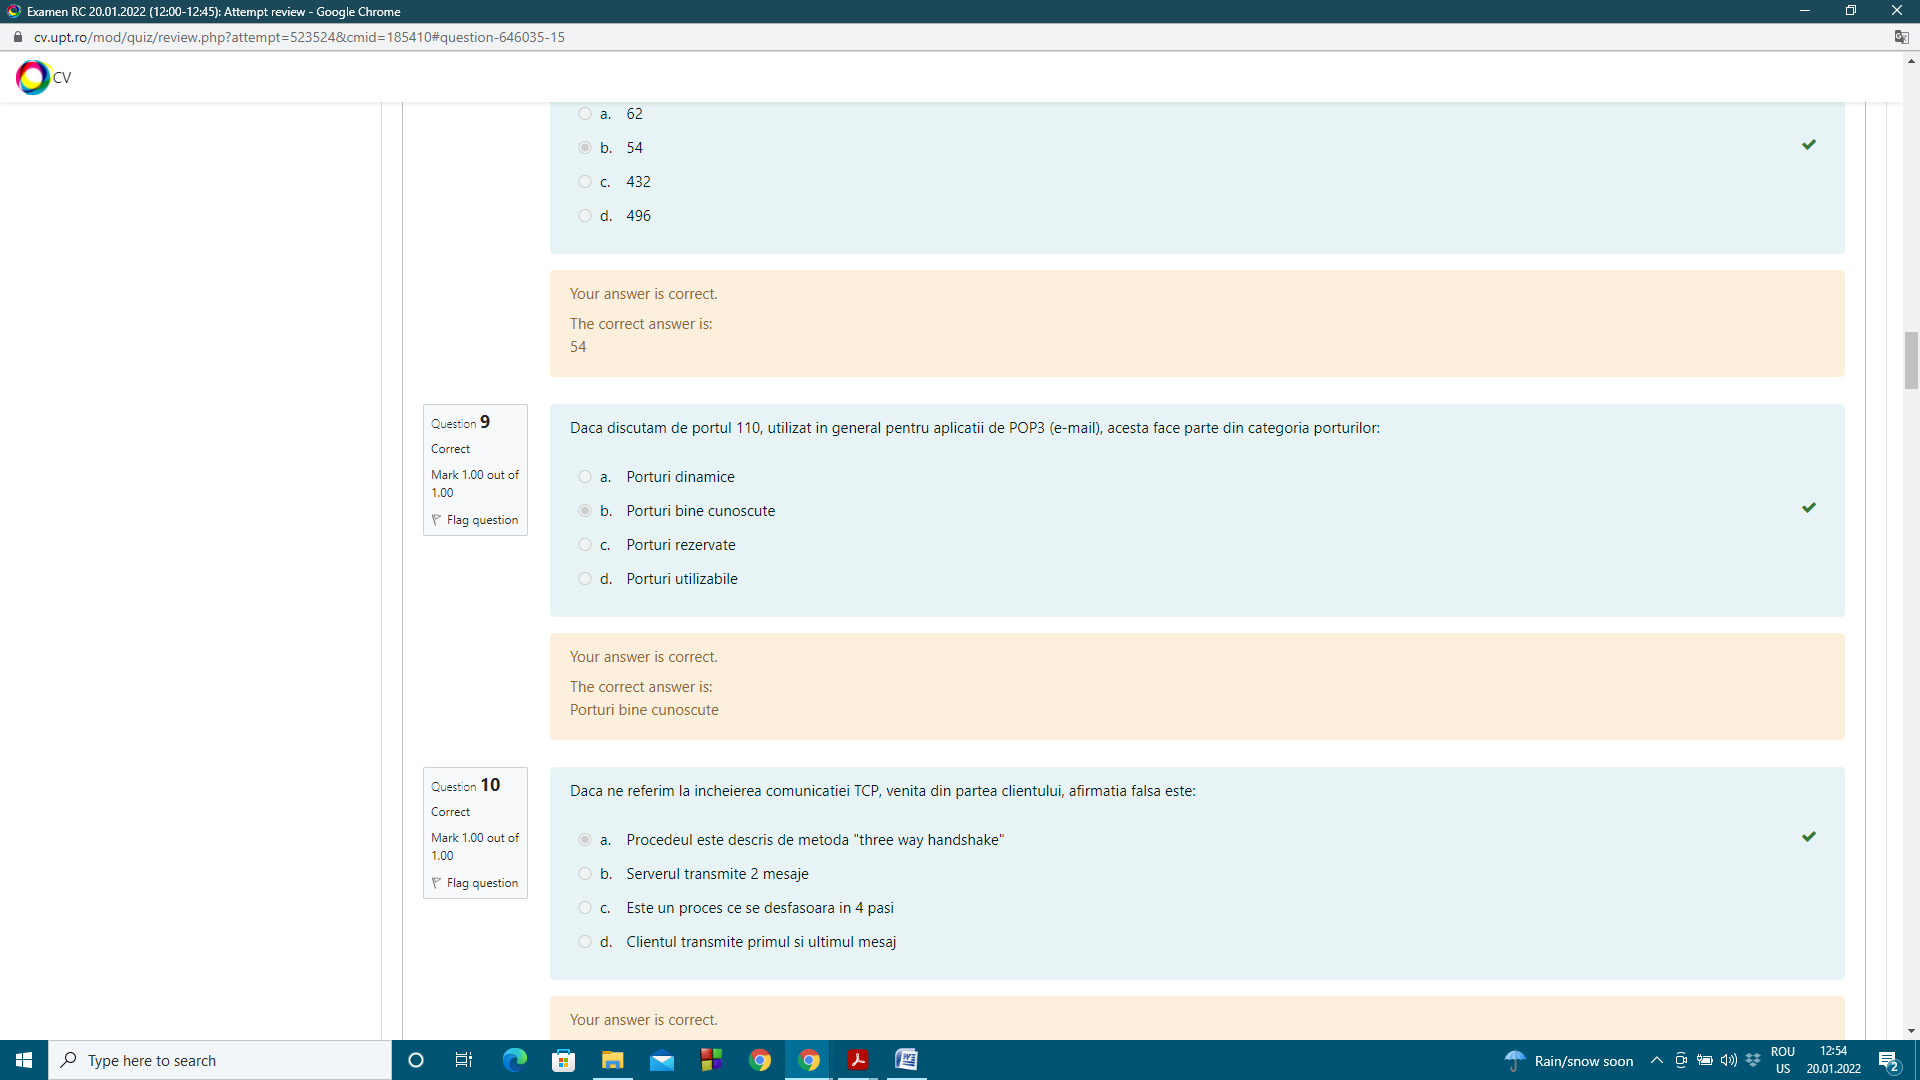 Examen RC 20.01.2022 (12:00-12:45): Attempt review - Google Chrome
cv.upt.ro/mod/quiz/review.php?attempt=523524&cmid=185410#question-646035-15
CV
a. 62
b. 54
c. 432
d. 496
Your answer is correct.
The correct answer is:
54
Question 9
Correct
Mark 1.00 out of
1.00
Flag question
Daca discutam de portul 110, utilizat in general pentru aplicatii de POP3 (e-mail), acesta face parte din categoria porturilor:
a. Porturi dinamice
b. Porturi bine cunoscute
c. Porturi rezervate
d. Porturi utilizabile
Your answer is correct.
The correct answer is:
Porturi bine cunoscute
Question 10
Correct
Mark 1.00 out of
1.00
Flag question
Daca ne referim la incheierea comunicatiei TCP, venita din partea clientului, afirmatia falsa este:
a. Procedeul este descris de metoda "three way handshake"
b. Serverul transmite 2 mesaje
c. Este un proces ce se desfasoara in 4 pasi
d. Clientul transmite primul si ultimul mesaj
Your answer is correct.
Type here to search
Rain/snow soon
ROU
US
12:54
20.01.2022
2